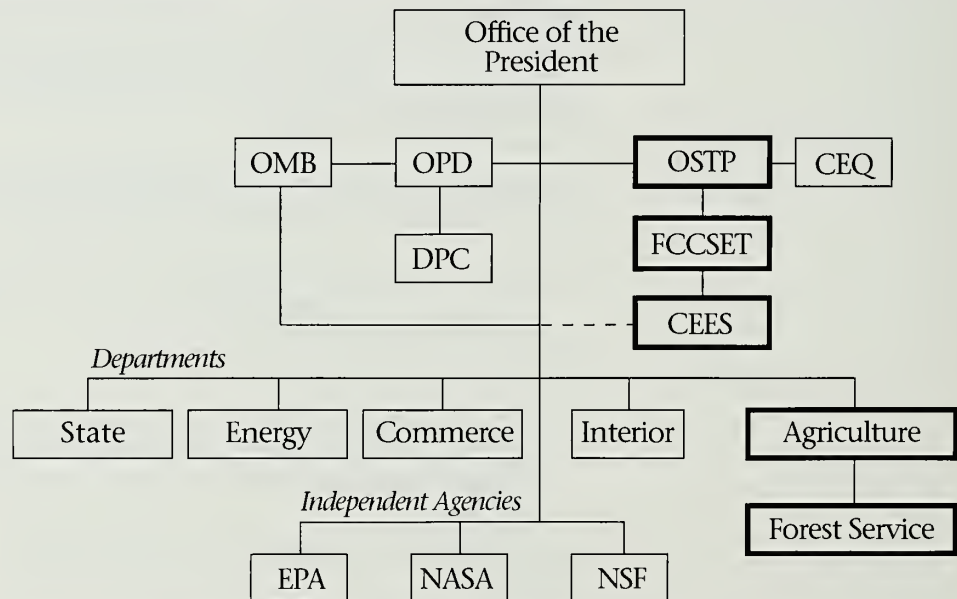 Office of the
President
OMB
OPD
OSTP
CEQ
DPC
FCCSET
CEES
Departments
State
Energy
Commerce
Interior
Agriculture
Independent Agencies
Forest Service
EPA
NASA
NSF